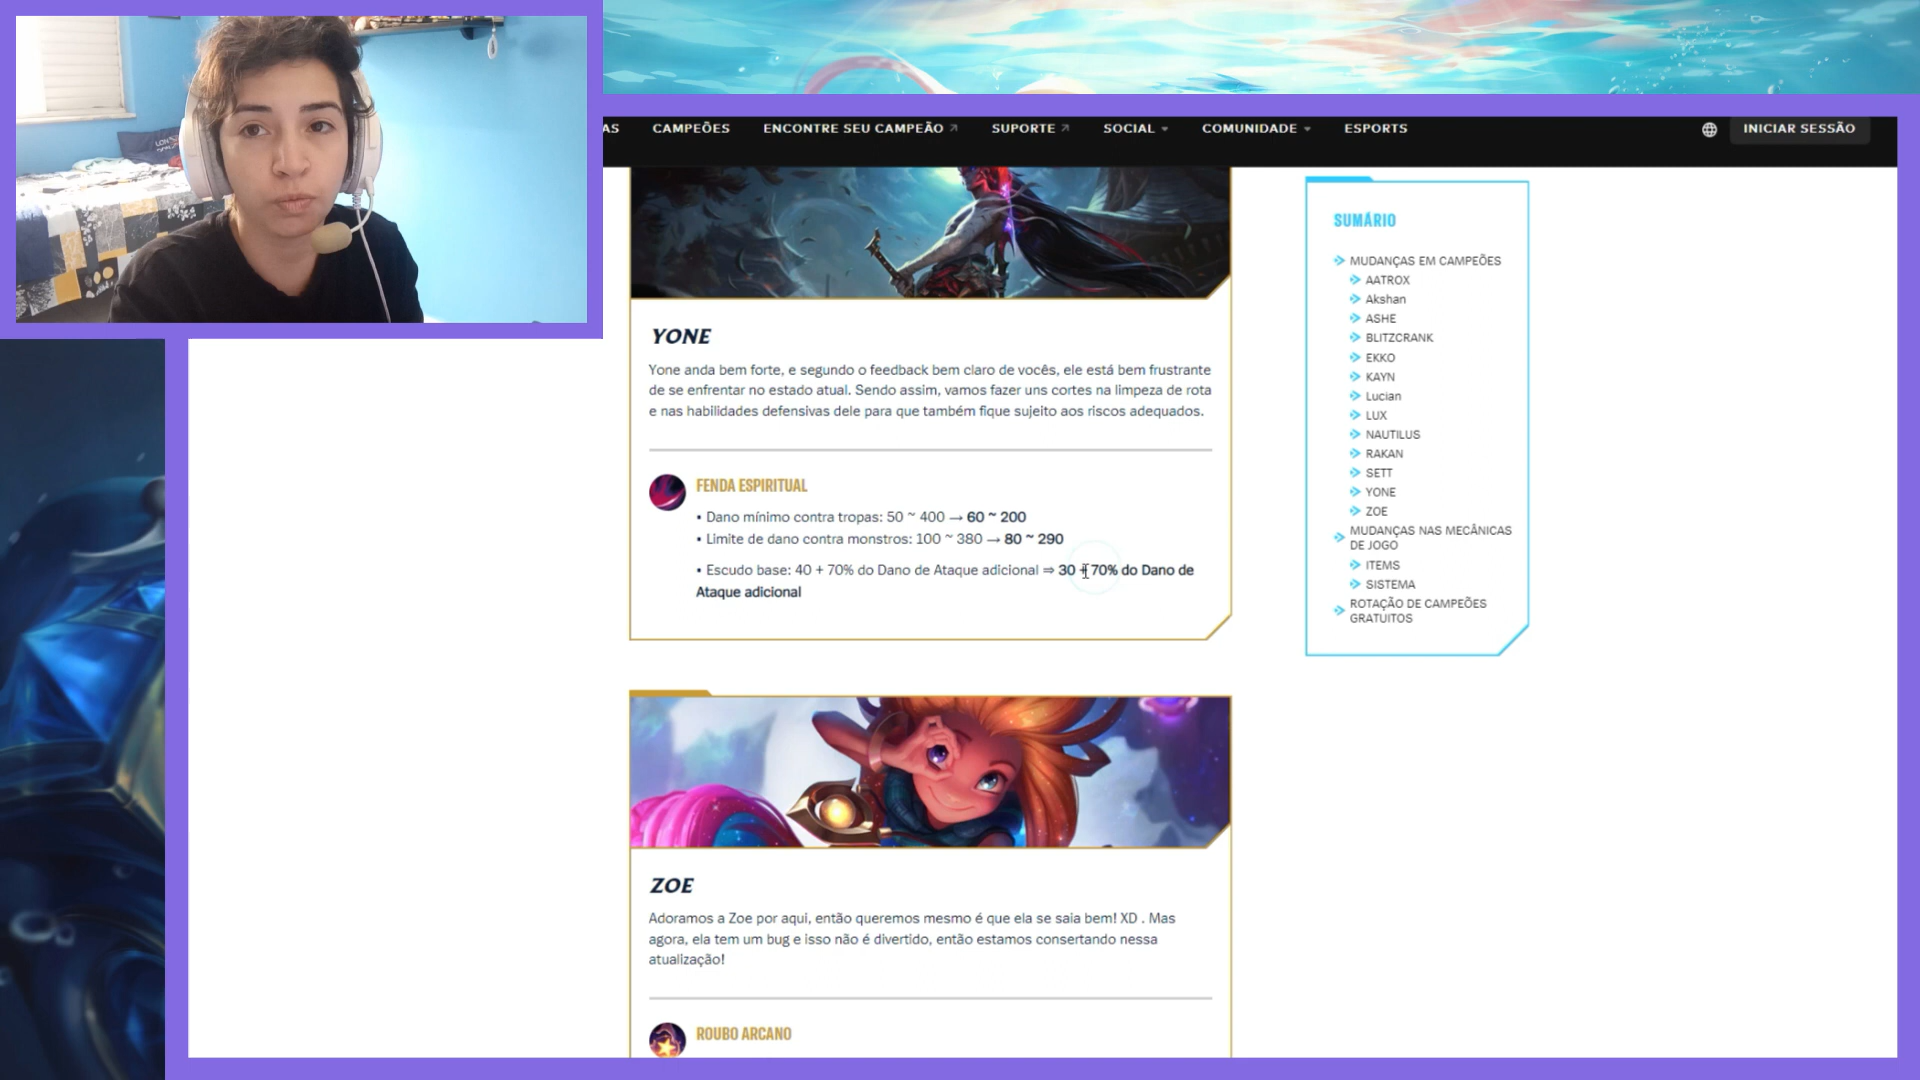 AS CAMPEÕES ENCONTRE SEU CAMPEÃO SUPORTE SOCIAL COMUNIDADE ESPORTS INICIAR SESSÃO
YONE
Yone anda bem forte, e segundo o feedback bem claro de vocês, ele está bem frustrante
de se enfrentar no estado atual. Sendo assim, vamos fazer uns cortes na limpeza de rota
e nas habilidades defensivas dele para que também fique sujeito aos riscos adequados.
FENDA ESPIRITUAL
• Dano mínimo contra tropas: 50 ~ 400 → 60 ~ 200
• Limite de dano contra monstros: 100 ~ 380 → 80 ~ 290
• Escudo base: 40 + 70% do Dano de Ataque adicional ⇒ 30 + 70% do Dano de
Ataque adicional
ZOE
Adoramos a Zoe por aqui, então queremos mesmo é que ela se saia bem! XD . Mas
agora, ela tem um bug e isso não é divertido, então estamos consertando nessa
atualização!
ROUBO ARCANO
SUMÁRIO
MUDANÇAS EM CAMPEÕES
AATROX
Akshan
ASHE
BLITZCRANK
EKKO
KAYN
Lucian
LUX
NAUTILUS
RAKAN
SETT
YONE
ZOE
MUDANÇAS NAS MECÂNICAS
DE JOGO
ITEMS
SISTEMA
ROTAÇÃO DE CAMPEÕES
GRATUITOS